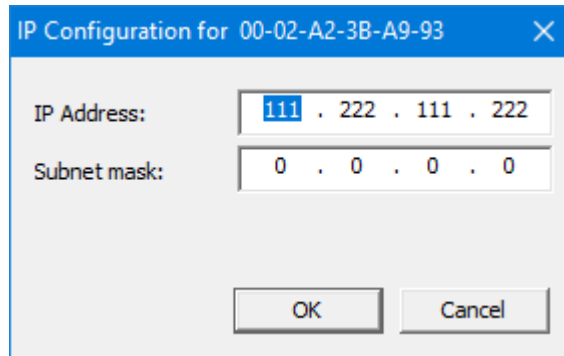 IP Configuration for 00-02-A2-3B-A9-93
IP Address: 111 . 222 . 111 . 222
Subnet mask: 0 . 0 . 0 . 0
OK Cancel